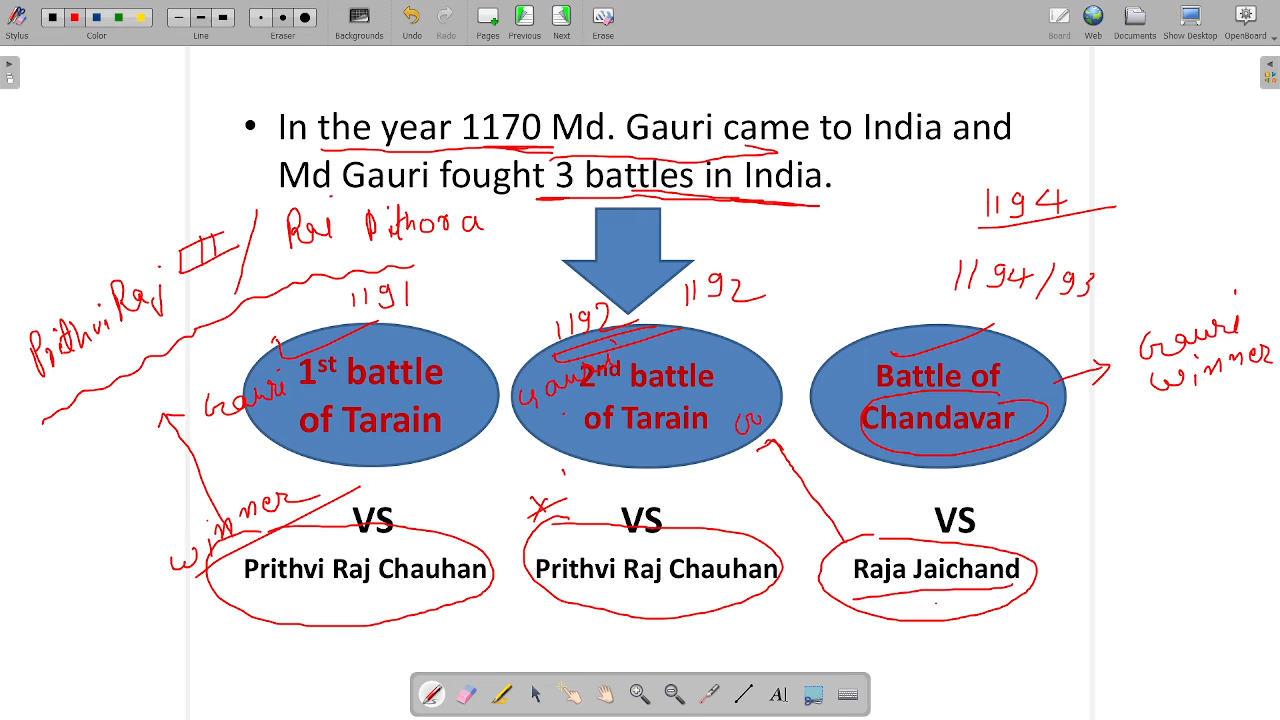 Stylus
Color
Line
Eraser
Backgrounds
Undo
Redo
Pages
Previous
Next
Erase
Board
Web
Documents
Show Desktop
OpenBoard
• In the year 1170 Md. Gauri came to India and
Md Gauri fought 3 battles in India.
1194
Prithvi Raj III / Rai Pithora
1191
1192
1194/93
1192
Gauri
winner
Gauri
1st battle
of Tarain
Gauri
2nd battle
of Tarain
Battle of
Chandavar
winner
VS
VS
VS
Prithvi Raj Chauhan
Prithvi Raj Chauhan
Raja Jaichand
AI